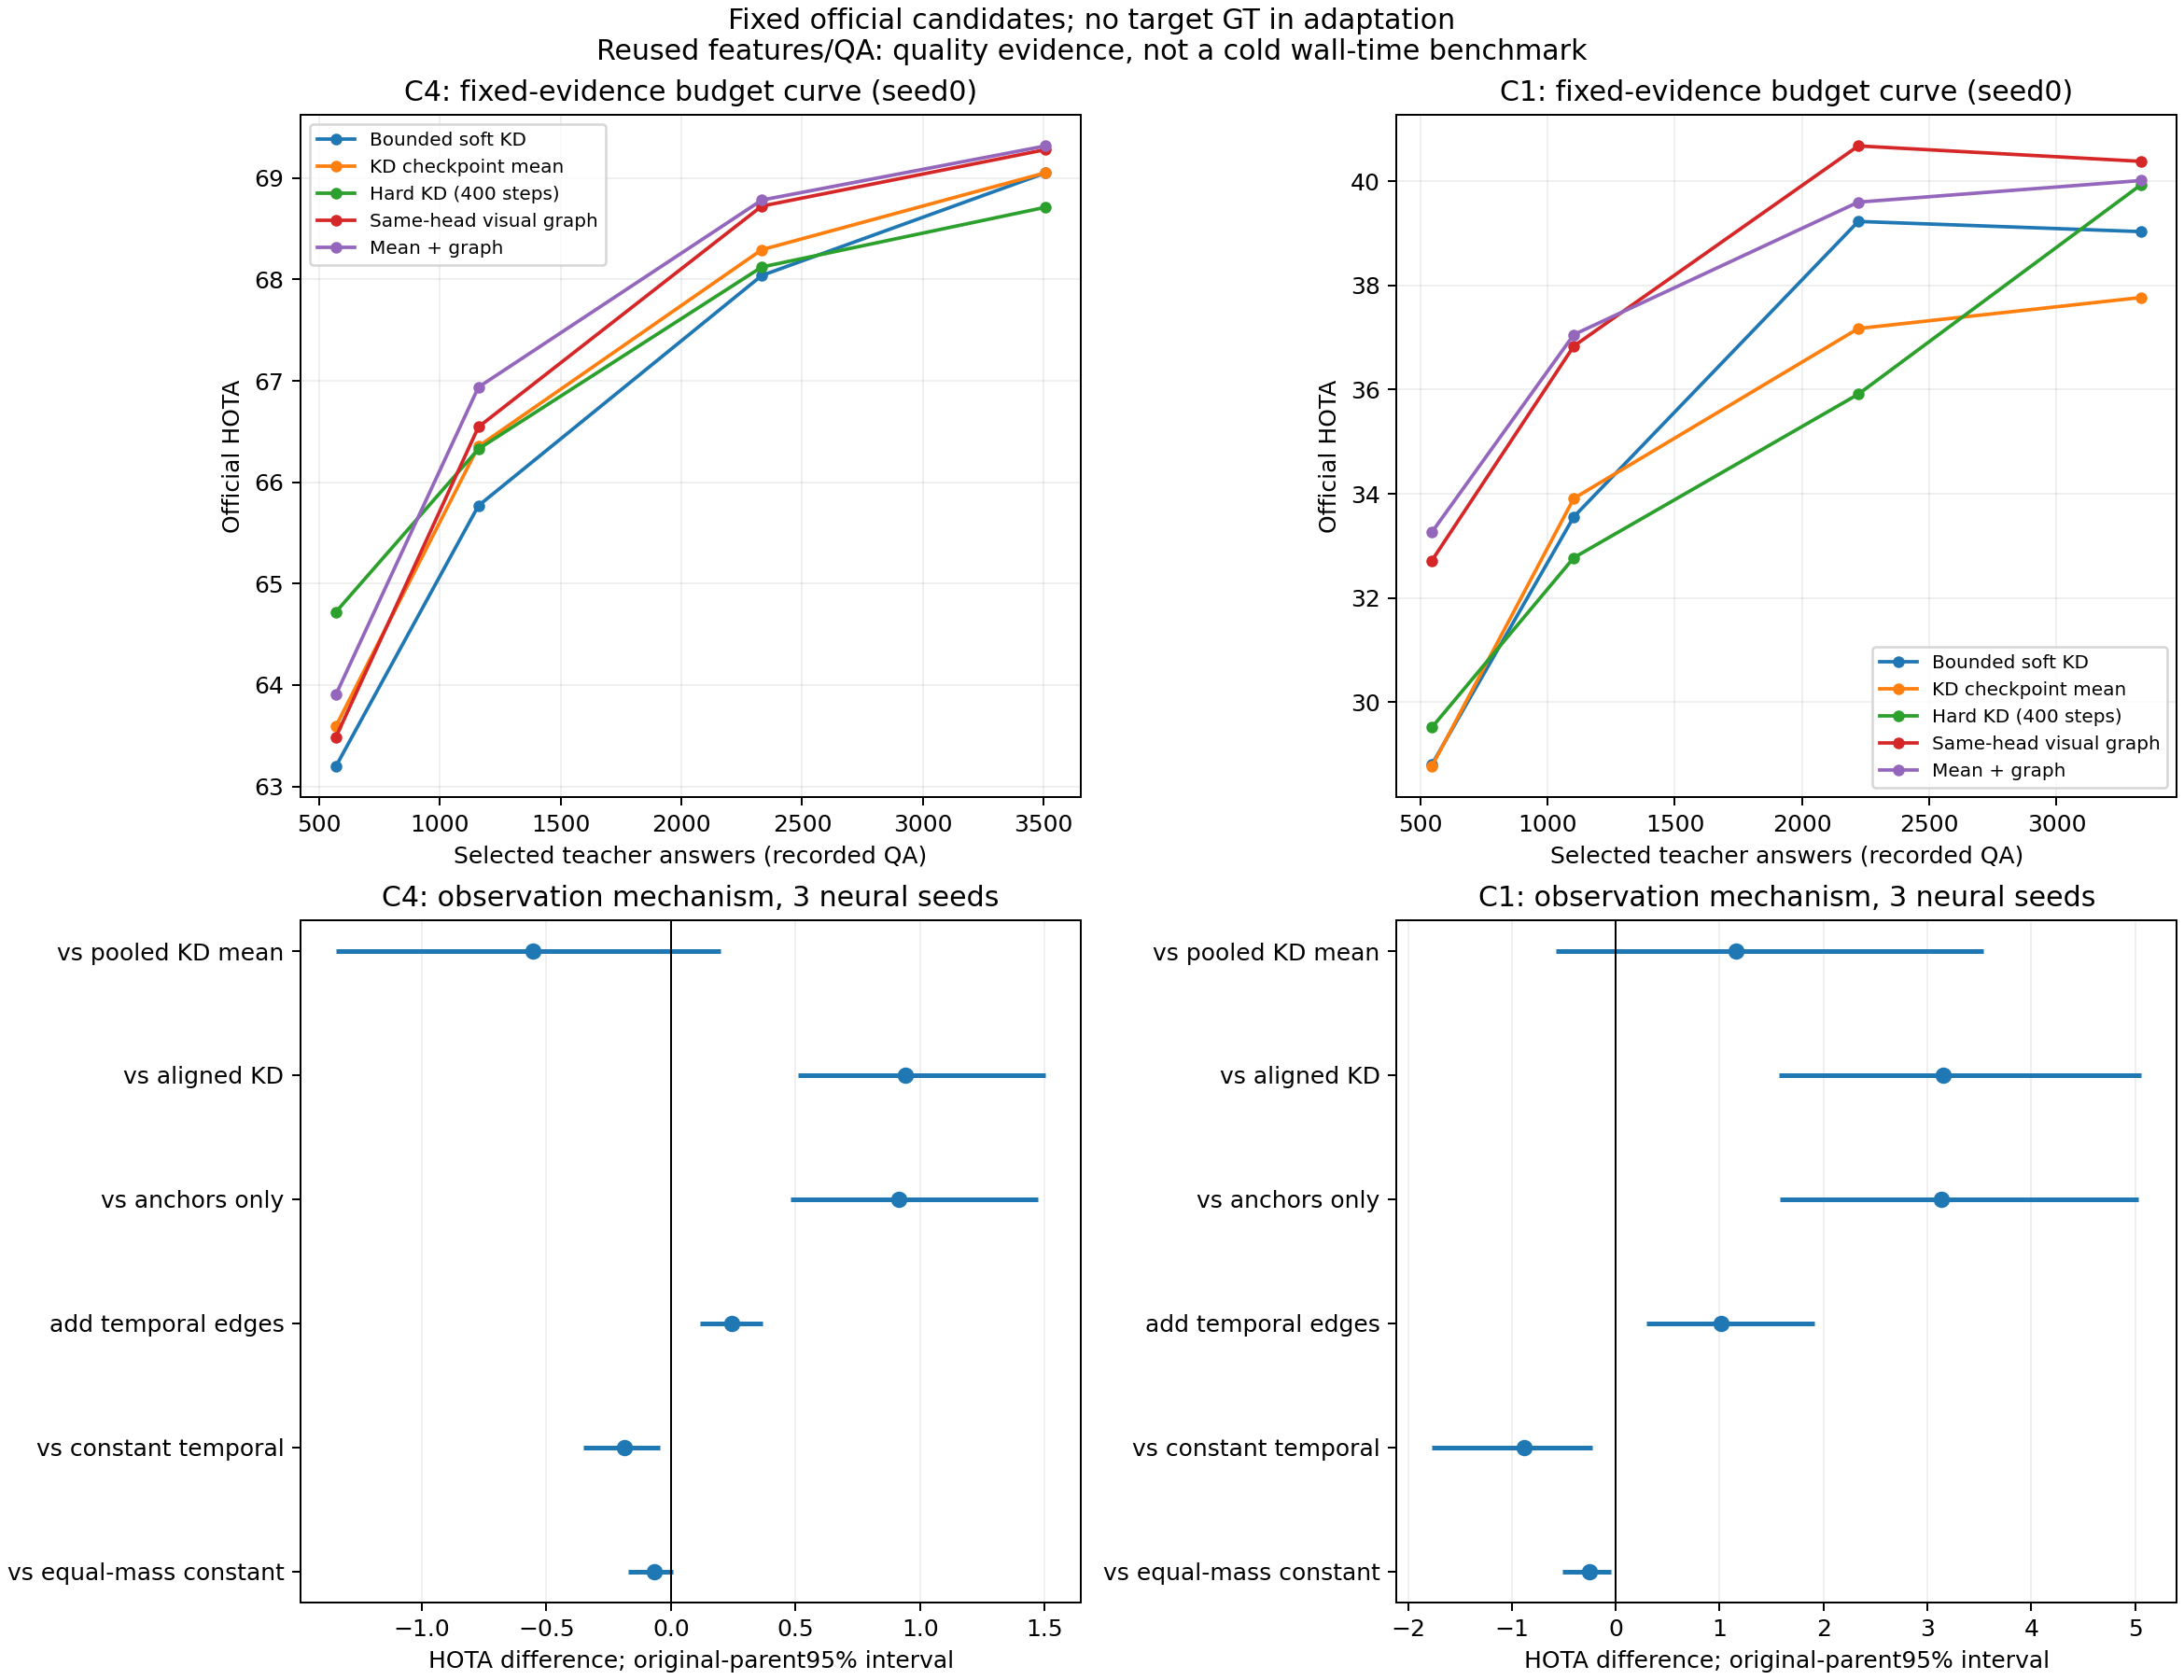 Fixed official candidates; no target GT in adaptation
Reused features/QA: quality evidence, not a cold wall-time benchmark
C4: fixed-evidence budget curve (seed0)
Bounded soft KD
KD checkpoint mean
Hard KD (400 steps)
Same-head visual graph
Mean + graph
Official HOTA
69
68
67
66
65
64
63
500 1000 1500 2000 2500 3000 3500
Selected teacher answers (recorded QA)
C1: fixed-evidence budget curve (seed0)
Official HOTA
40
38
36
34
32
30
Bounded soft KD
KD checkpoint mean
Hard KD (400 steps)
Same-head visual graph
Mean + graph
500 1000 1500 2000 2500 3000
Selected teacher answers (recorded QA)
C4: observation mechanism, 3 neural seeds
vs pooled KD mean
vs aligned KD
vs anchors only
add temporal edges
vs constant temporal
vs equal-mass constant
−1.0 −0.5 0.0 0.5 1.0 1.5
HOTA difference; original-parent95% interval
C1: observation mechanism, 3 neural seeds
vs pooled KD mean
vs aligned KD
vs anchors only
add temporal edges
vs constant temporal
vs equal-mass constant
−2 −1 0 1 2 3 4 5
HOTA difference; original-parent95% interval